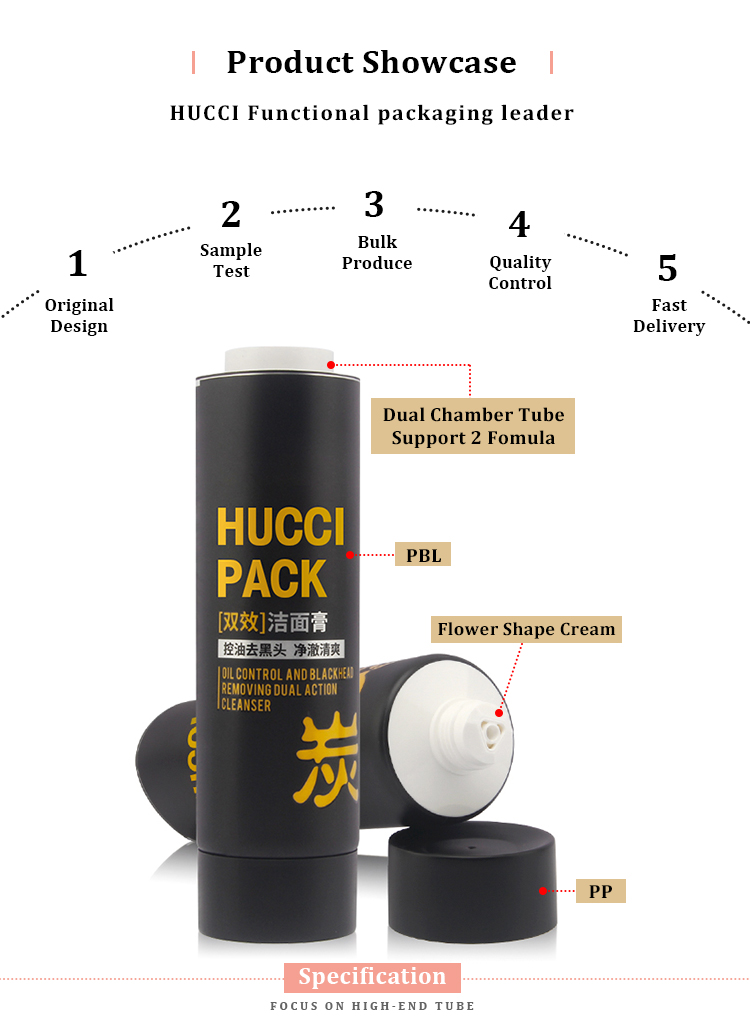 Product Showcase
HUCCI Functional packaging leader
1
Original
Design
2
Sample
Test
3
Bulk
Produce
4
Quality
Control
5
Fast
Delivery
Dual Chamber Tube
Support 2 Fomula
HUCCI
PACK
PBL
[双效]洁面膏
控油去黑头 净澈清爽
OIL CONTROL AND BLACKHEAD
REMOVING DUAL ACTION
CLEANSER
炭
Flower Shape Cream
PP
Specification
FOCUS ON HIGH-END TUBE